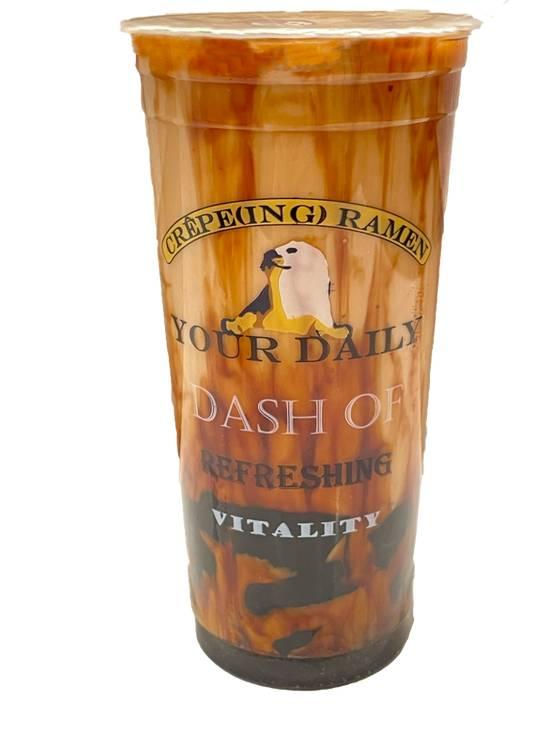 CRÊPE(ING) RAMEN
YOUR DAILY
DASH OF
REFRESHING
VITALITY